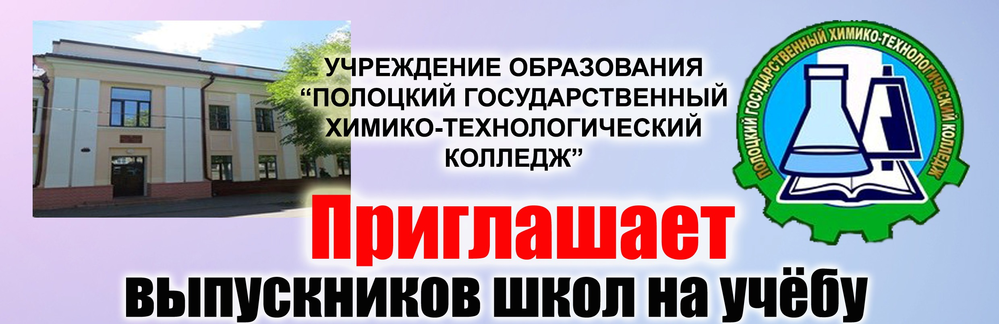 УЧРЕЖДЕНИЕ ОБРАЗОВАНИЯ
“ПОЛОЦКИЙ ГОСУДАРСТВЕННЫЙ
ХИМИКО-ТЕХНОЛОГИЧЕСКИЙ
КОЛЛЕДЖ”
ПОЛОЦКИЙ ГОСУДАРСТВЕННЫЙ ХИМИКО-ТЕХНОЛОГИЧЕСКИЙ КОЛЛЕДЖ
Приглашает
выпускников школ на учёбу